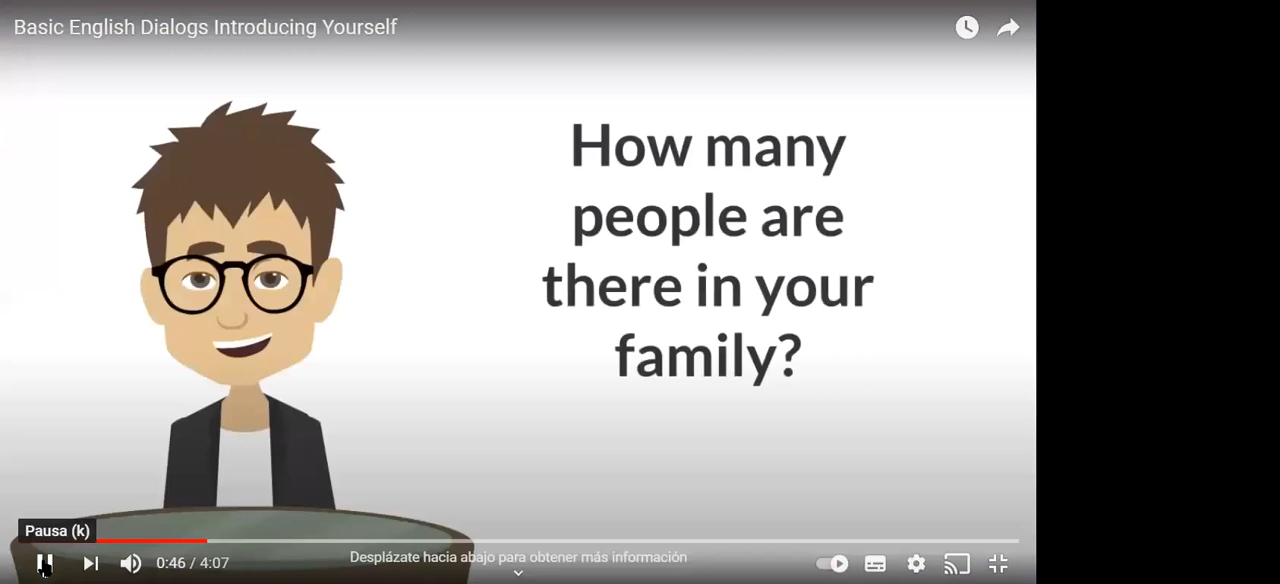 Basic English Dialogs Introducing Yourself
How many
people are
there in your
family?
Pausa (k)
0:46 / 4:07
Desplázate hacia abajo para obtener más información